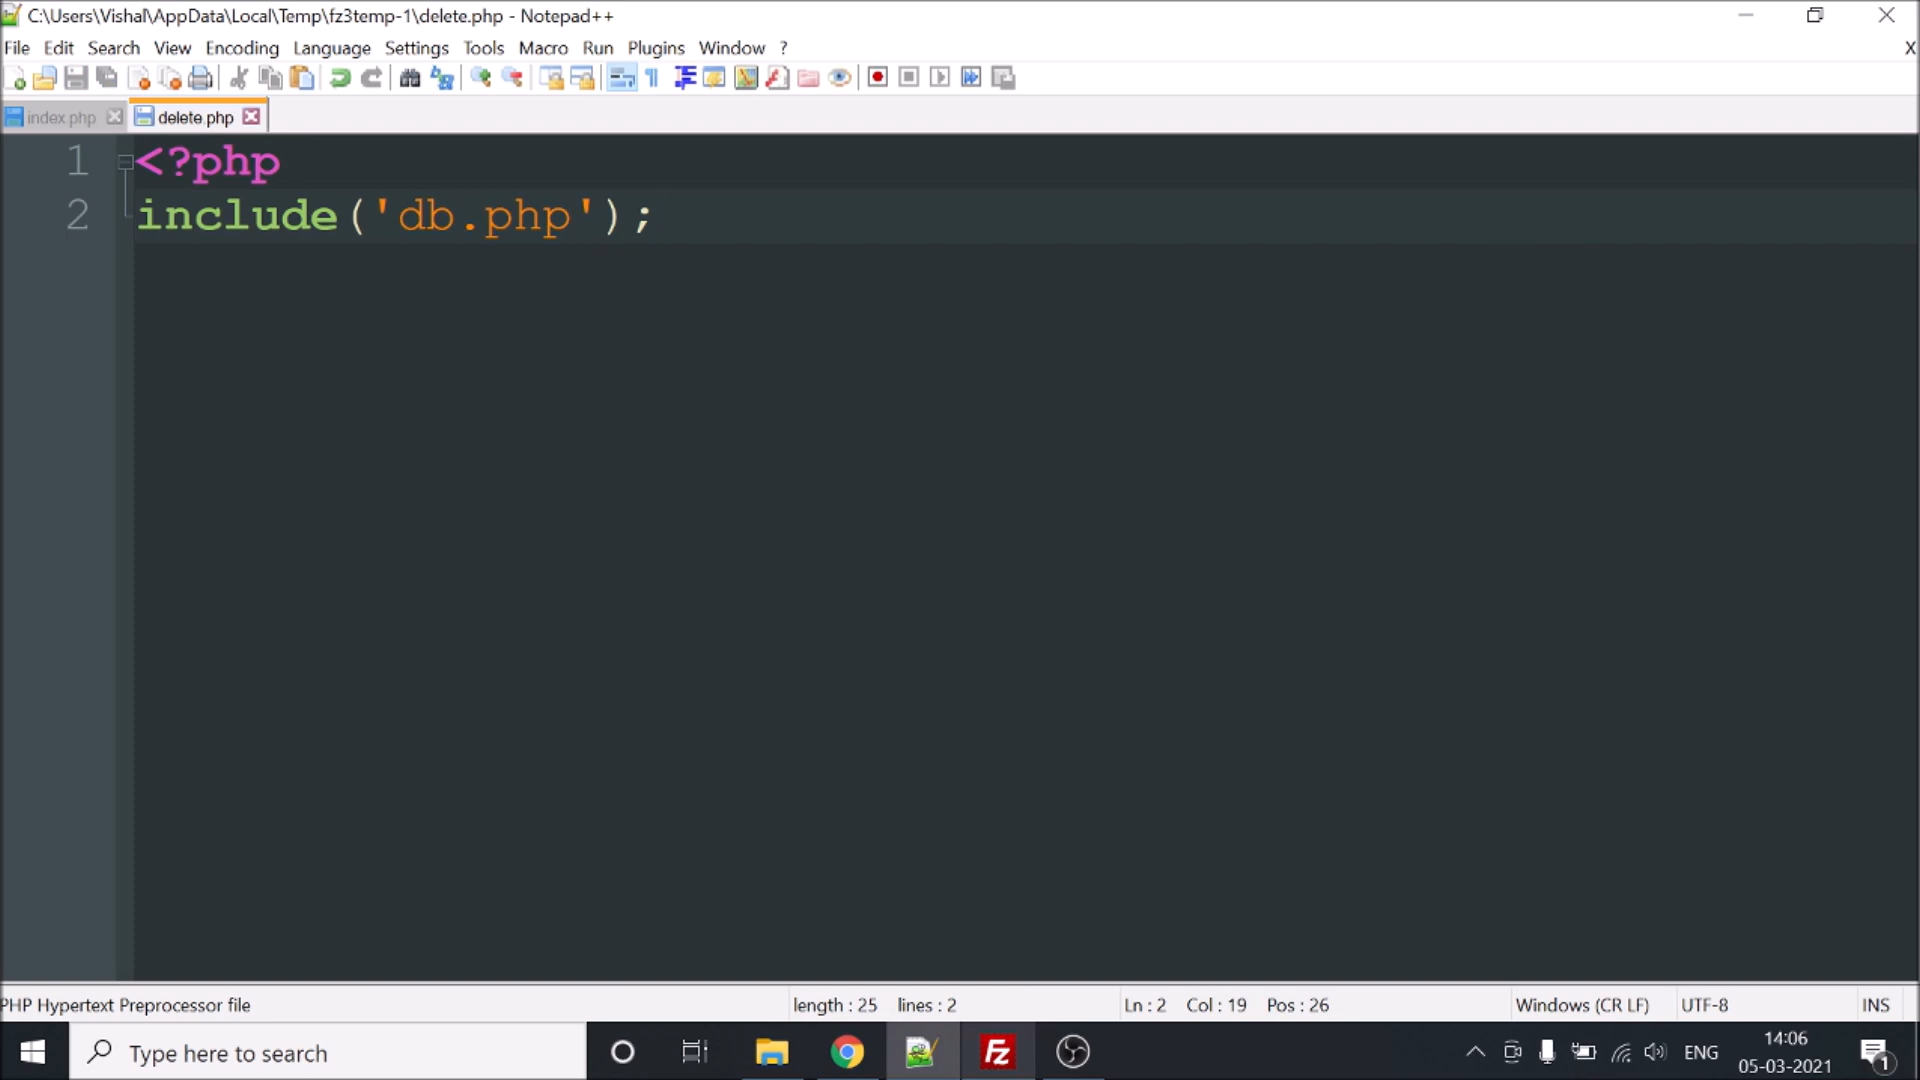 C:\Users\Vishal\AppData\Local\Temp\fz3temp-1\delete.php - Notepad++
File Edit Search View Encoding Language Settings Tools Macro Run Plugins Window ?
X
index.php delete.php
1 <?php
2 include('db.php');
PHP Hypertext Preprocessor file length : 25 lines : 2 Ln : 2 Col : 19 Pos : 26 Windows (CR LF) UTF-8 INS
Type here to search
Fz
ENG
14:06
05-03-2021
1